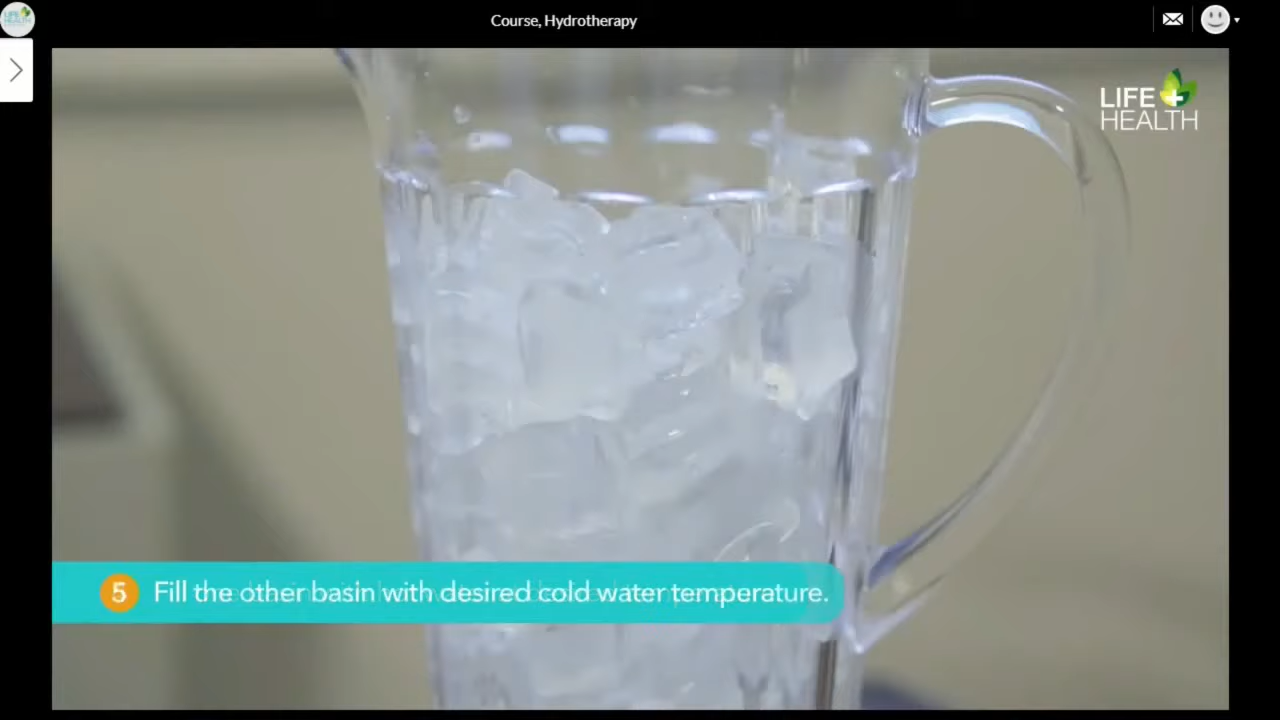 Course, Hydrotherapy
LIFE
HEALTH
5 Fill the other basin with desired cold water temperature.